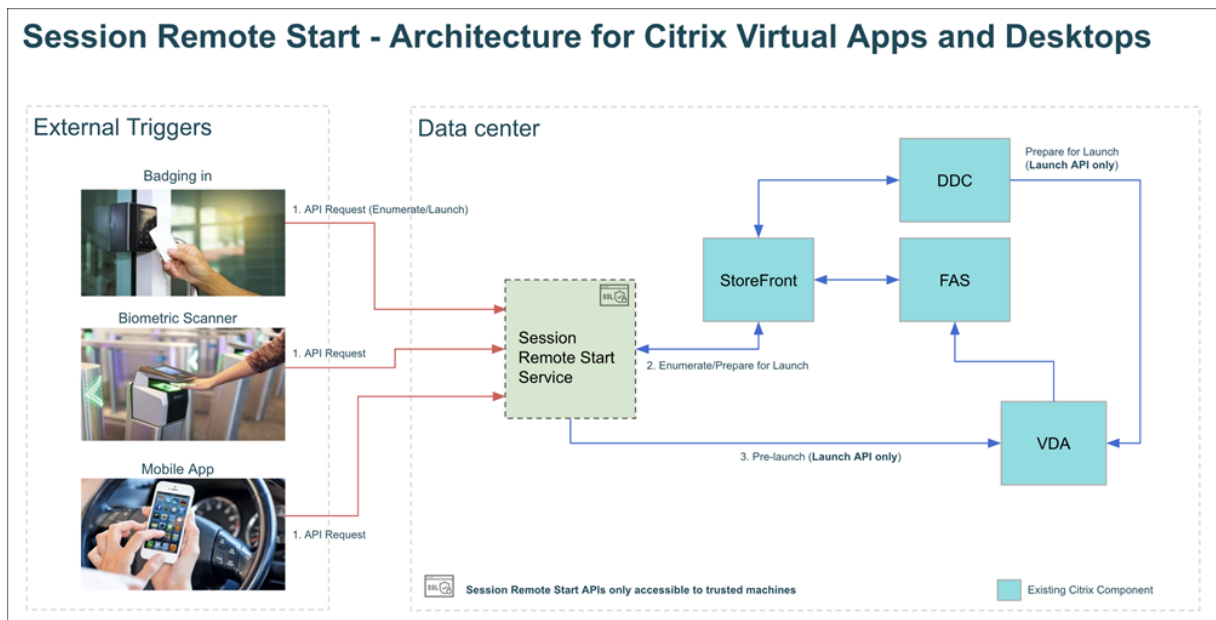 Session Remote Start - Architecture for Citrix Virtual Apps and Desktops
External Triggers
Badging in
1. API Request (Enumerate/Launch)
Biometric Scanner
1. API Request
Mobile App
1. API Request
Data center
DDC
Prepare for Launch
(Launch API only)
StoreFront
FAS
SSL
Session
Remote Start
Service
2. Enumerate/Prepare for Launch
VDA
3. Pre-launch (Launch API only)
SSL
Session Remote Start APIs only accessible to trusted machines
Existing Citrix Component